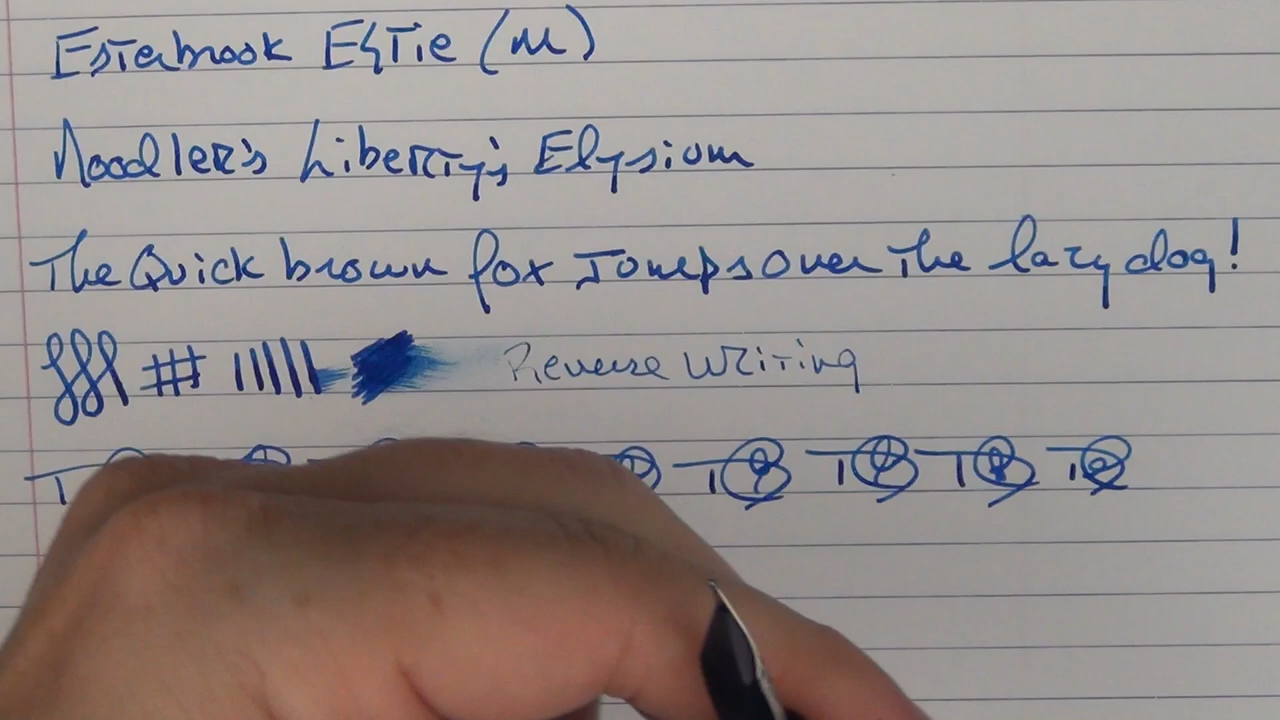 Esterbrook EsTie (M)
Noodler's Liberty's Elysium
The Quick brown fox Jumps over The lazy dog!
Reverse Writing